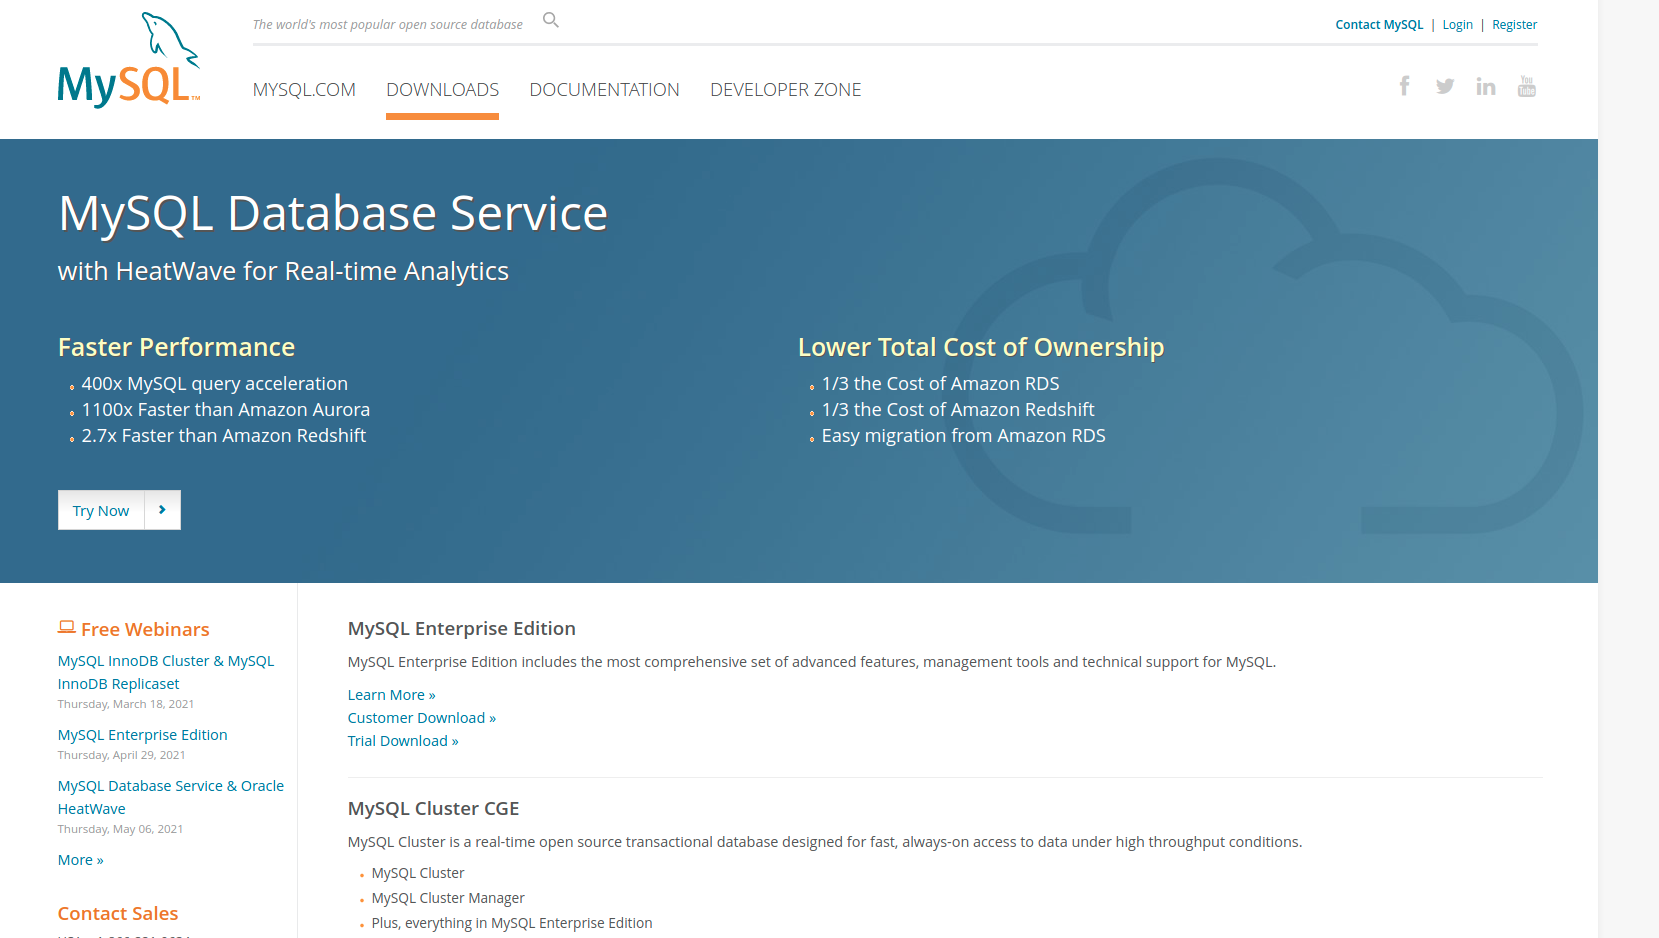 The world's most popular open source database
Contact MySQL | Login | Register
MySQL™
MYSQL.COM DOWNLOADS DOCUMENTATION DEVELOPER ZONE
You
Tube
MySQL Database Service
with HeatWave for Real-time Analytics
Faster Performance
400x MySQL query acceleration
1100x Faster than Amazon Aurora
2.7x Faster than Amazon Redshift
Lower Total Cost of Ownership
1/3 the Cost of Amazon RDS
1/3 the Cost of Amazon Redshift
Easy migration from Amazon RDS
Try Now
Free Webinars
MySQL InnoDB Cluster & MySQL
InnoDB Replicaset
Thursday, March 18, 2021
MySQL Enterprise Edition
Thursday, April 29, 2021
MySQL Database Service & Oracle
HeatWave
Thursday, May 06, 2021
More »
Contact Sales
MySQL Enterprise Edition
MySQL Enterprise Edition includes the most comprehensive set of advanced features, management tools and technical support for MySQL.
Learn More »
Customer Download »
Trial Download »
MySQL Cluster CGE
MySQL Cluster is a real-time open source transactional database designed for fast, always-on access to data under high throughput conditions.
MySQL Cluster
MySQL Cluster Manager
Plus, everything in MySQL Enterprise Edition